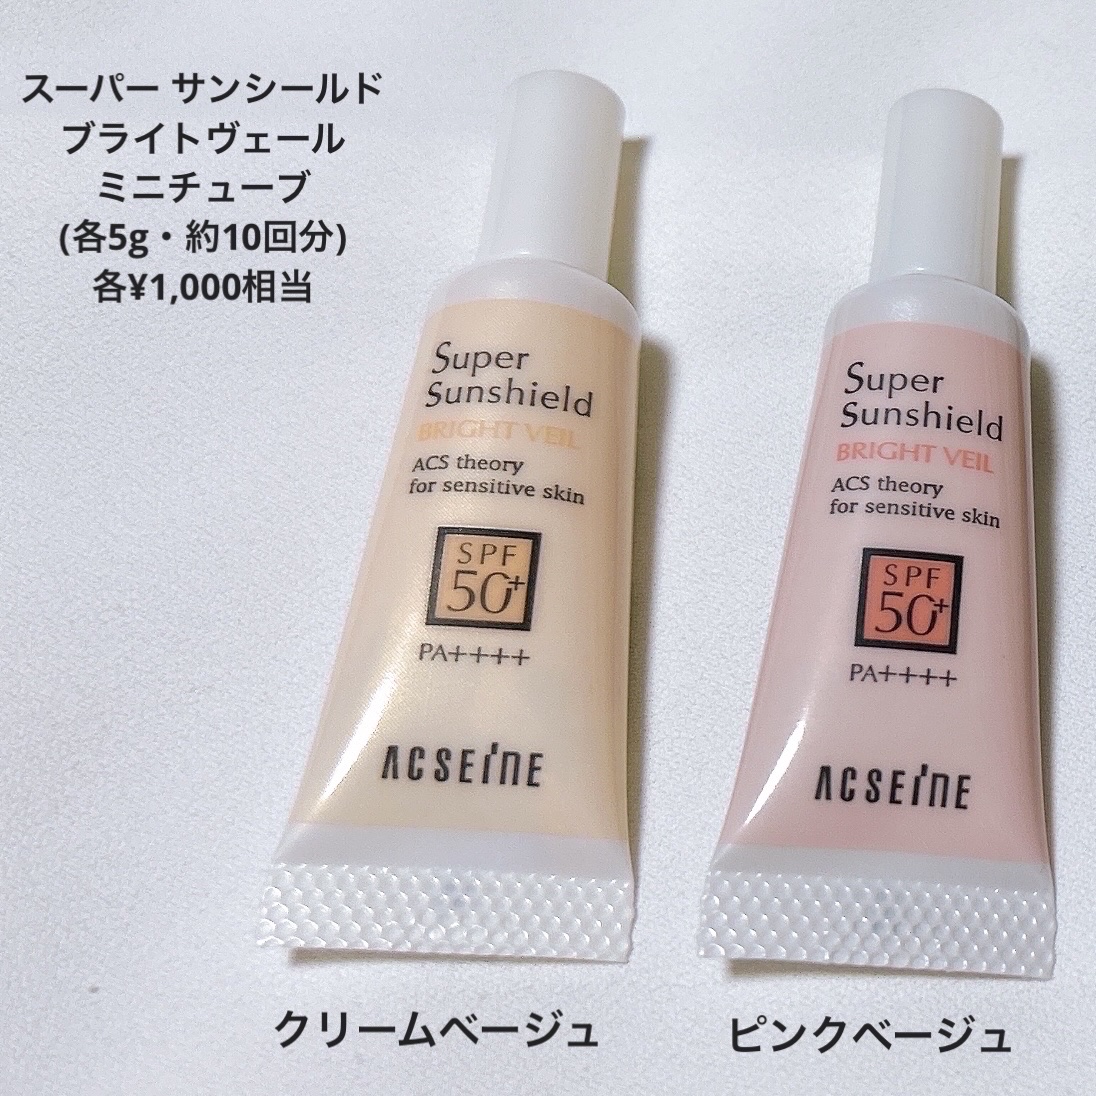 スーパー サンシールド
ブライトヴェール
ミニチューブ
(各5g・約10回分)
各¥1,000相当
Super
Sunshield
BRIGHT VEIL
ACS theory
for sensitive skin
SPF
50+
PA++++
ACSEINE
クリームベージュ
Super
Sunshield
BRIGHT VEIL
ACS theory
for sensitive skin
SPF
50+
PA++++
ACSEINE
ピンクベージュ